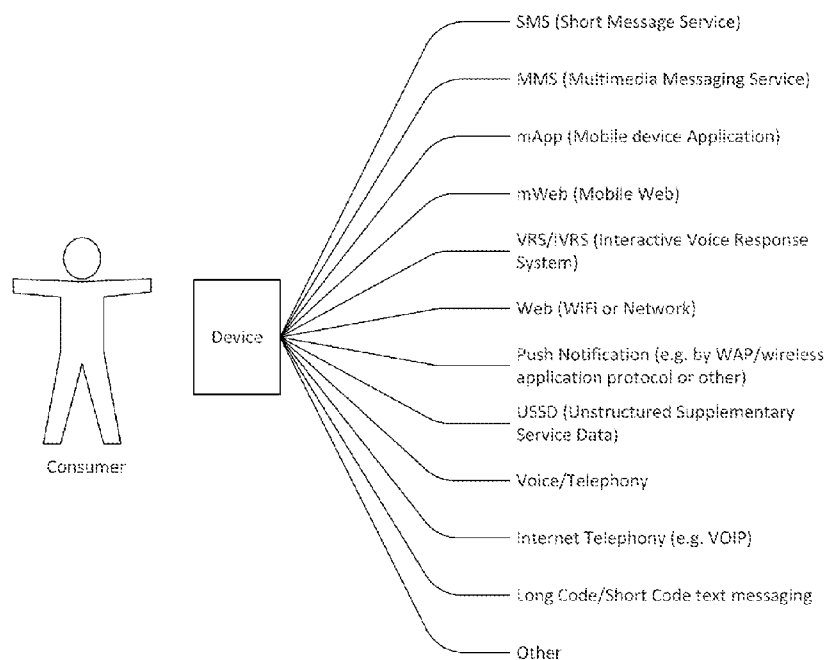 SMS (Short Message Service)
MMS (Multimedia Messaging Service)
mApp (Mobile device Application)
mWeb (Mobile Web)
VRS/IVRS (Interactive Voice Response
System)
Web (WiFi or Network)
Device
Push Notification (e.g. by WAP/wireless
application protocol or other)
USSD (Unstructured Supplementary
Service Data)
Consumer
Voice/Telephony
Internet Telephony (e.g. VOIP)
Long Code/Short Code text messaging
Other